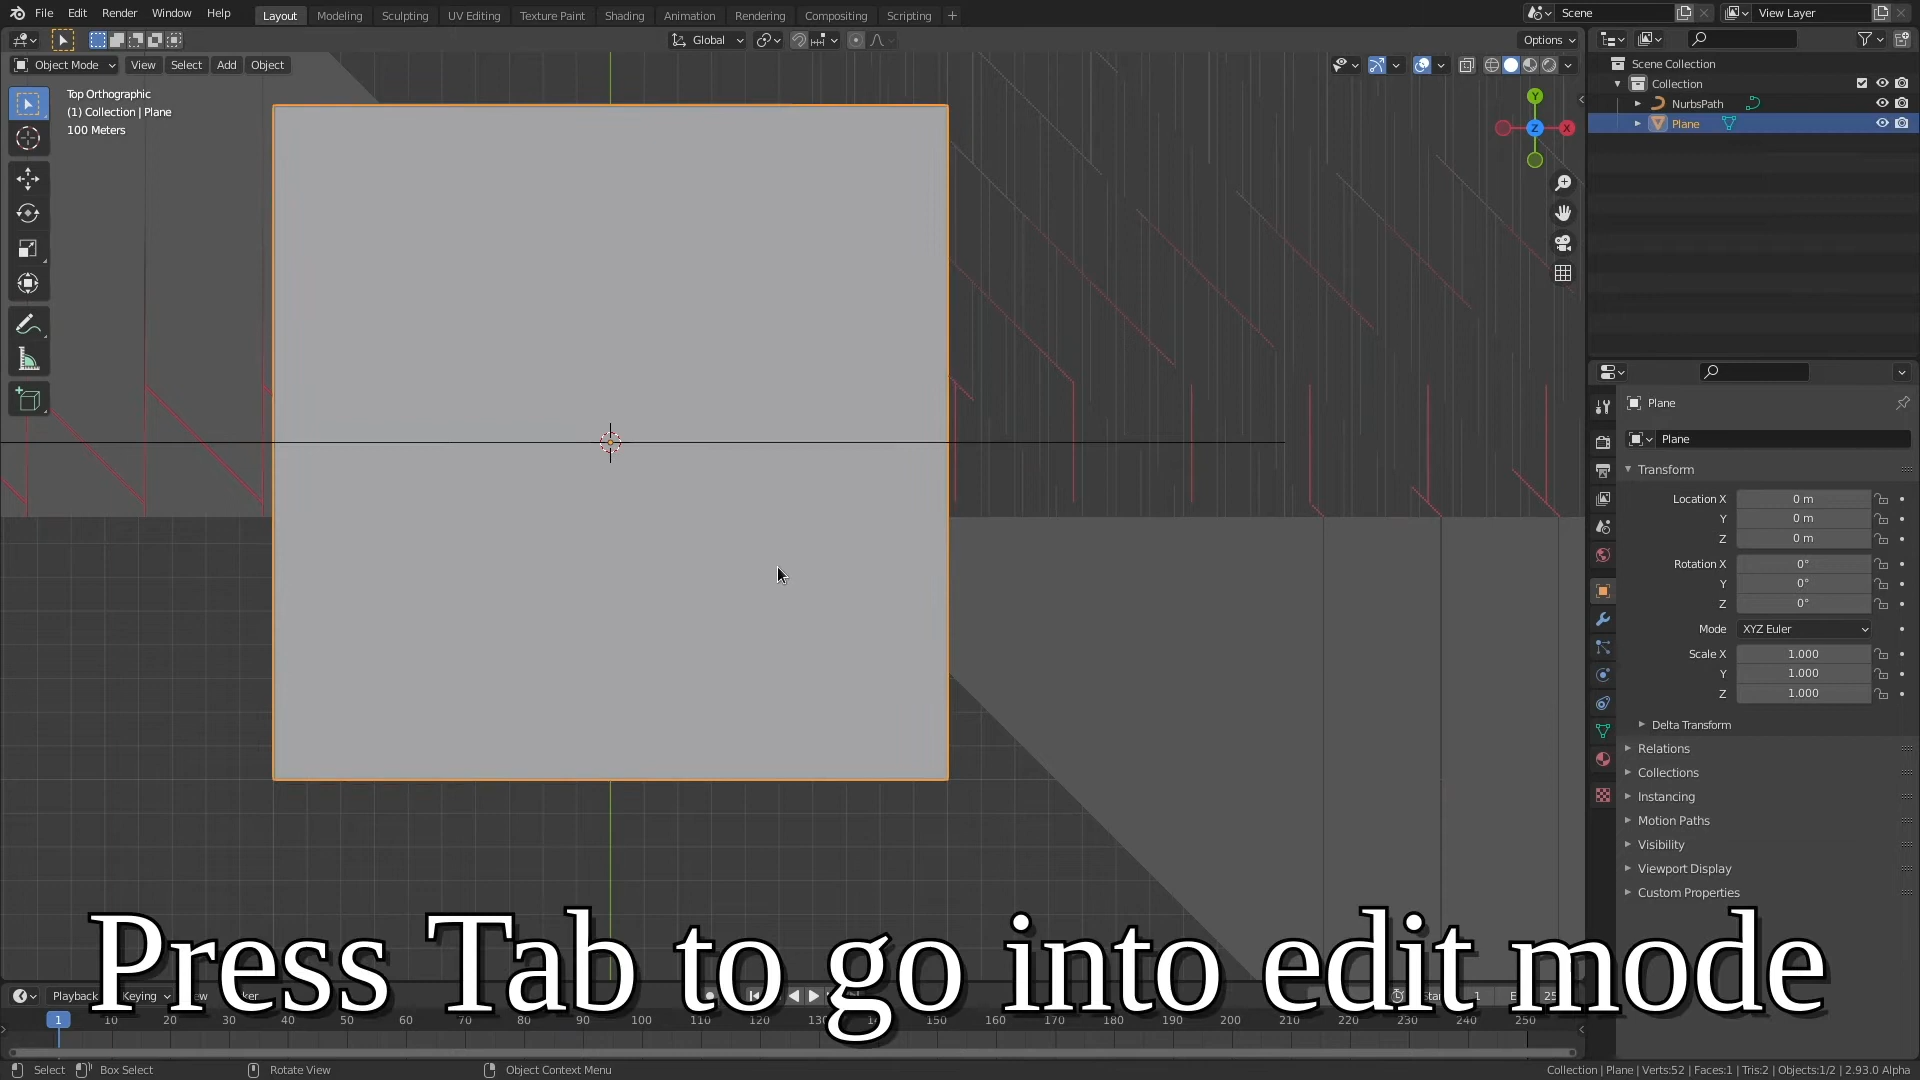 File Edit Render Window Help Layout Modeling Sculpting UV Editing Texture Paint Shading Animation Rendering Compositing Scripting + Scene View Layer
Global Options
Object Mode View Select Add Object
Top Orthographic
(1) Collection | Plane
100 Meters
Y
Z
X
Scene Collection
Collection
NurbsPath
Plane
Plane
Plane
Transform
Location X 0 m
Y 0 m
Z 0 m
Rotation X 0°
Y 0°
Z 0°
Mode XYZ Euler
Scale X 1.000
Y 1.000
Z 1.000
Delta Transform
Relations
Collections
Instancing
Motion Paths
Visibility
Viewport Display
Custom Properties
Press Tab to go into edit mode
Playback Keying
1 10 20 30 40 50 60 70 80 90 100 110 120 150 160 170 180 190 200 210 220 230 240 250
Select Box Select Rotate View Object Context Menu Collection | Plane | Verts:52 | Faces:1 | Tris:2 | Objects:1/2 | 2.93.0 Alpha